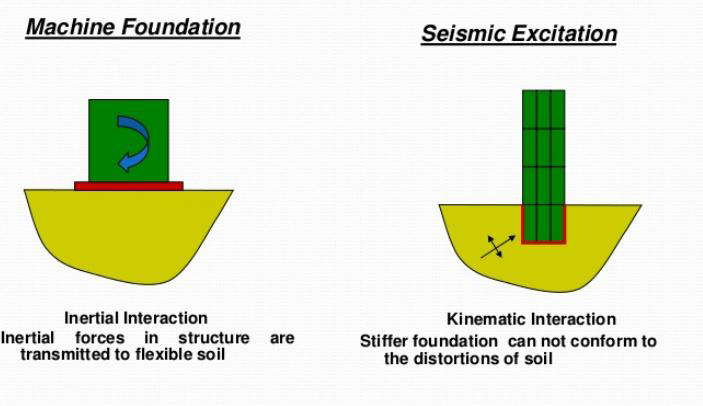 Machine Foundation
Seismic Excitation
Inertial Interaction
Inertial forces in structure are
transmitted to flexible soil
Kinematic Interaction
Stiffer foundation can not conform to
the distortions of soil